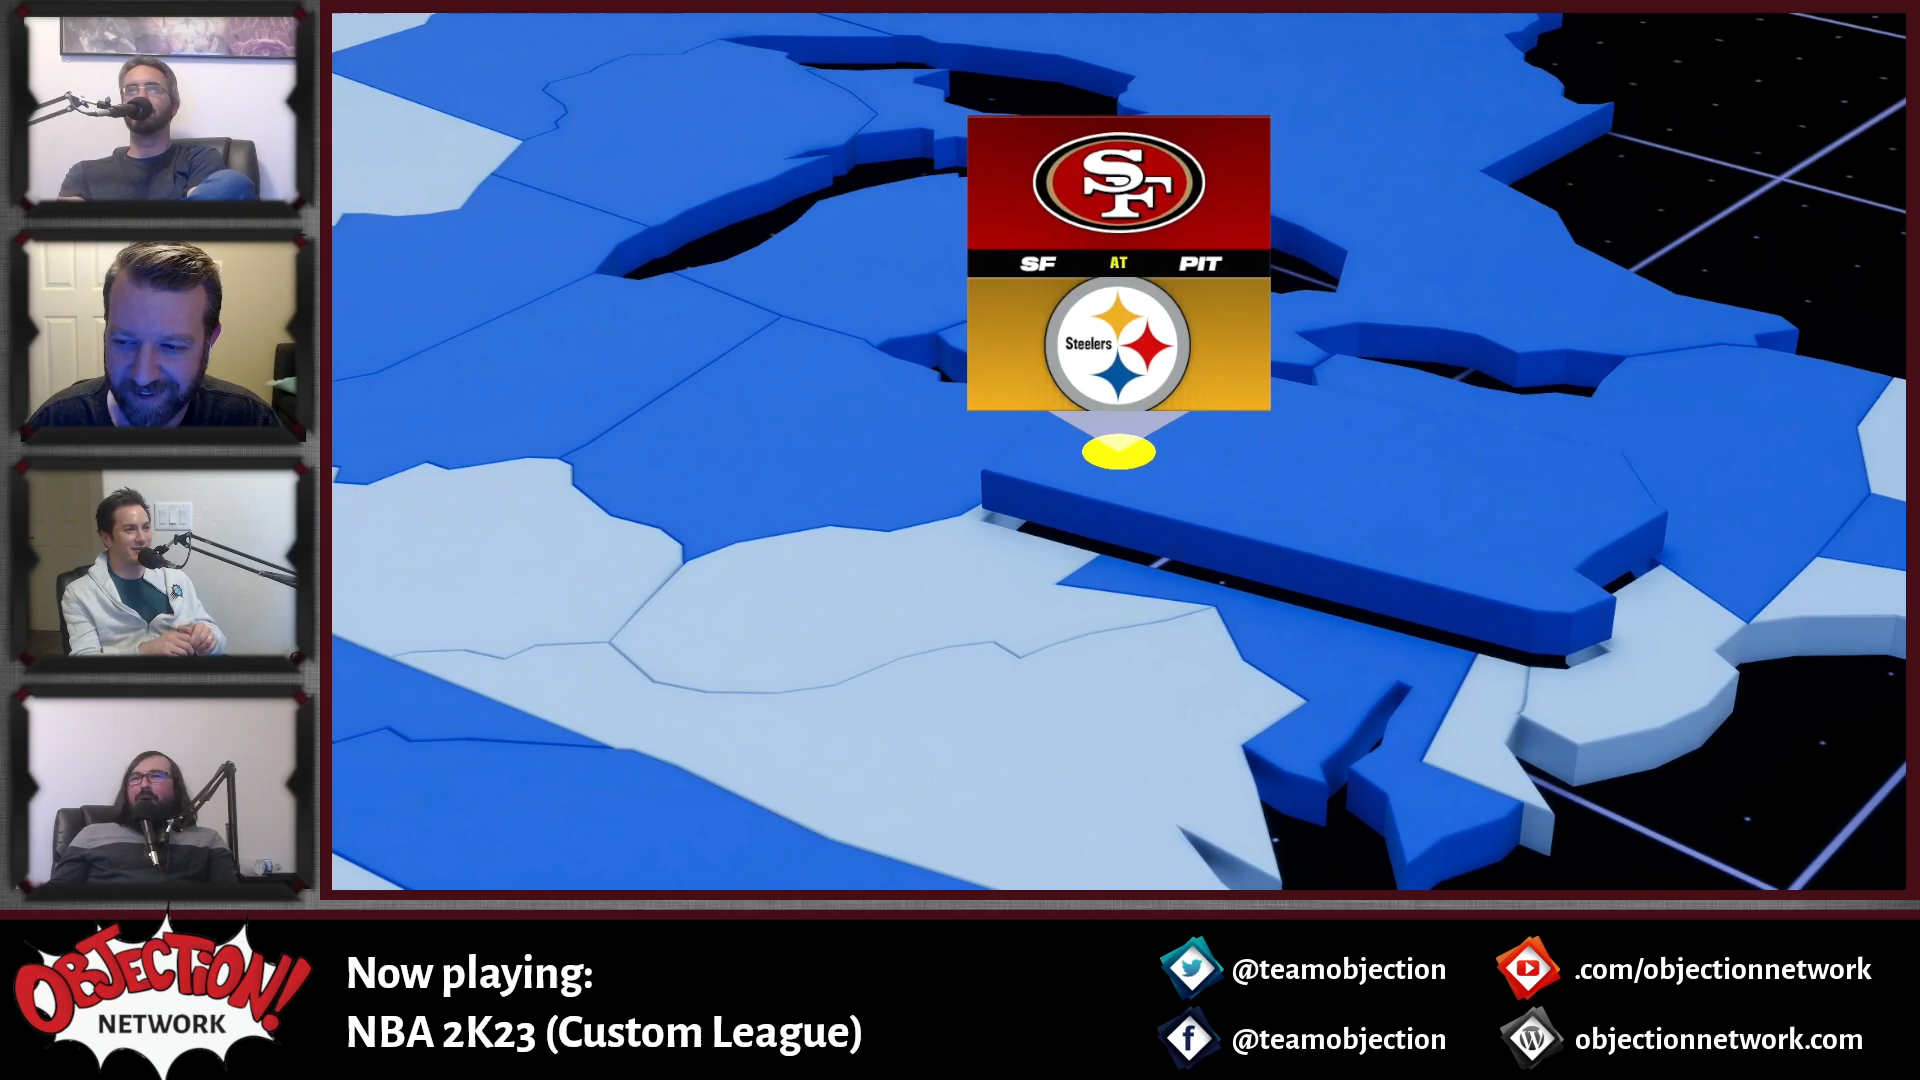 SF
SF AT PIT
Steelers
OBJECTION!
NETWORK
Now playing:
NBA 2K23 (Custom League)
@teamobjection
.com/objectionnetwork
@teamobjection
objectionnetwork.com